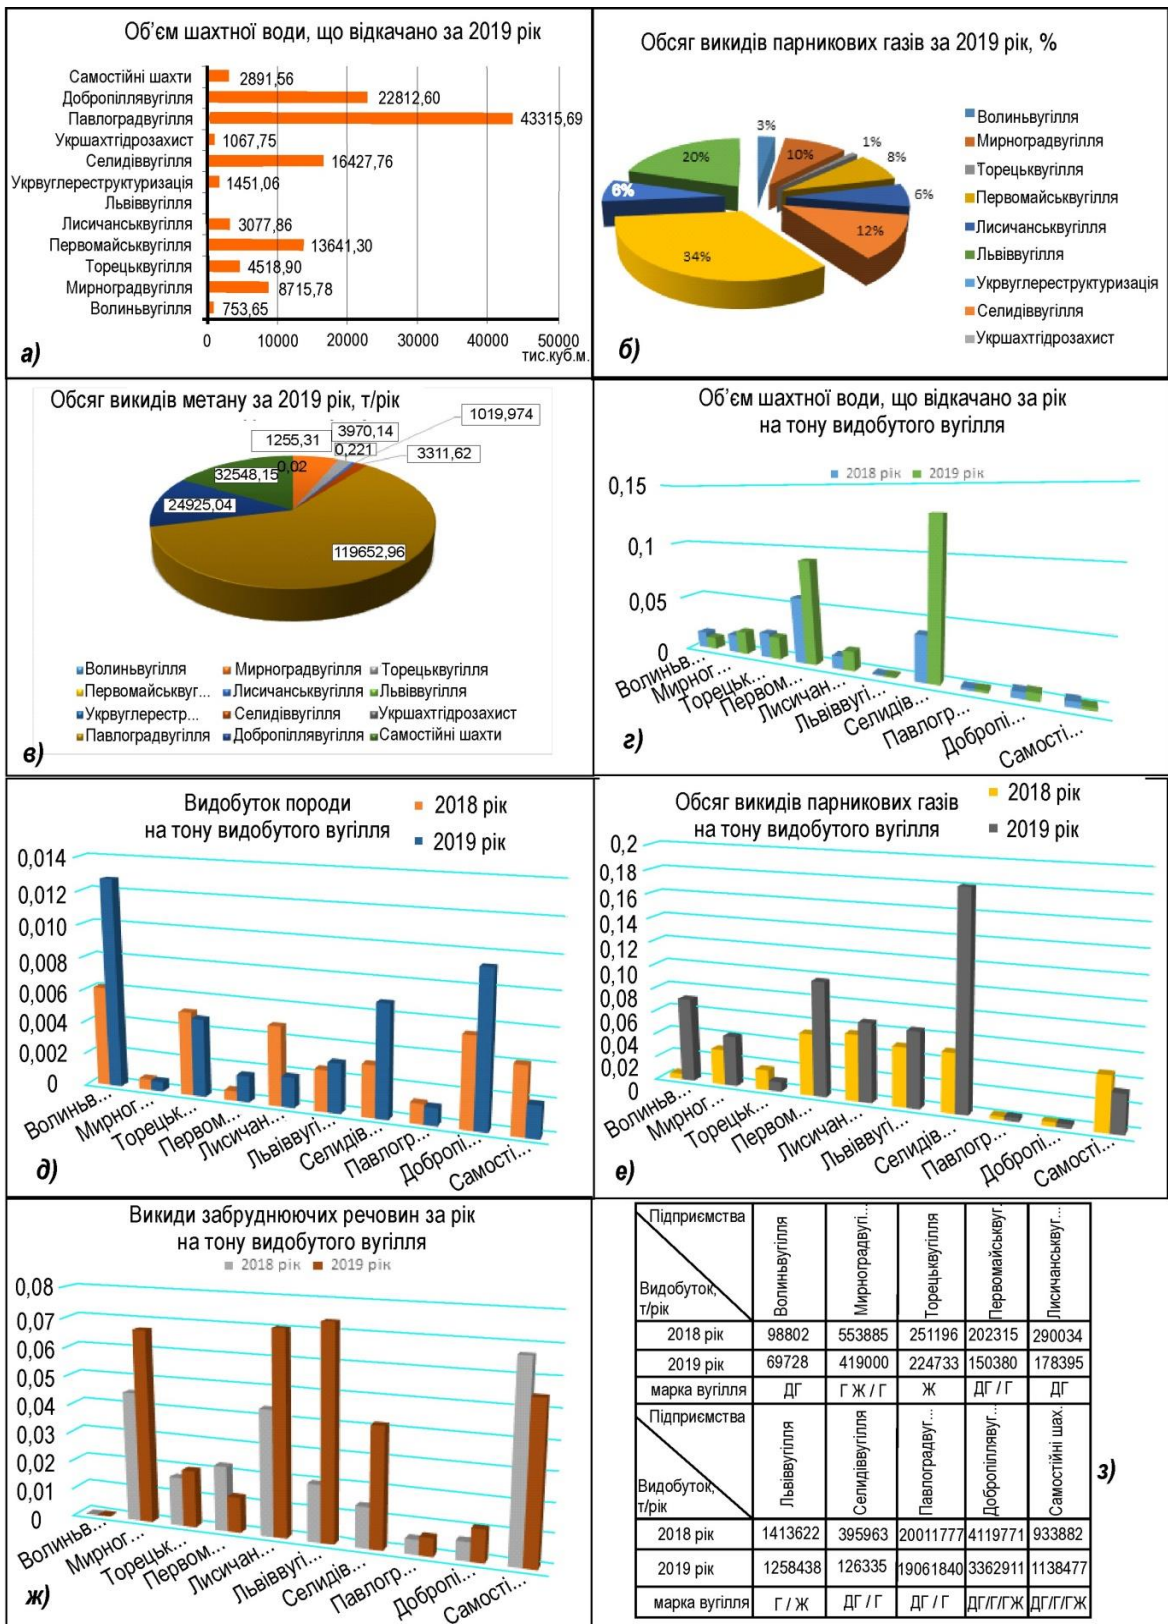 Об’єм шахтної води, що відкачано за 2019 рік
Самостійні шахти 2891,56
Добропіллявугілля 22812,60
Павлоградвугілля 43315,69
Укршахтгідрозахист 1067,75
Селидіввугілля 16427,76
Укрвуглереструктуризація 1451,06
Львіввугілля
Лисичанськвугілля 3077,86
Первомайськвугілля 13641,30
Торецьквугілля 4518,90
Мирноградвугілля 8715,78
Волиньвугілля 753,65
0 10000 20000 30000 40000 50000
тис.куб.м.
а)
Обсяг викидів парникових газів за 2019 рік, %
3%
10%
1%
8%
6%
12%
34%
6%
20%
Волиньвугілля
Мирноградвугілля
Торецьквугілля
Первомайськвугілля
Лисичанськвугілля
Львіввугілля
Укрвуглереструктуризація
Селидіввугілля
Укршахтгідрозахист
б)
Обсяг викидів метану за 2019 рік, т/рік
1019,974
3970,14
1255,31
0,221
3311,62
0,02
32548,15
24925,04
119652,96
Волиньвугілля Мирноградвугілля Торецьквугілля
Первомайськвуг... Лисичанськвугілля Львіввугілля
Укрвуглерестр... Селидіввугілля Укршахтгідрозахист
Павлоградвугілля Добропіллявугілля Самостійні шахти
в)
Об’єм шахтної води, що відкачано за рік
на тону видобутого вугілля
2018 рік 2019 рік
0,15
0,1
0,05
0
Волиньв...
Мирног...
Торецьк...
Первом...
Лисичан...
Львіввугі...
Селидів...
Павлогр...
Добропі...
Самості...
г)
Видобуток породи
на тону видобутого вугілля
2018 рік
2019 рік
0,014
0,012
0,010
0,008
0,006
0,004
0,002
0
Волиньв...
Мирног...
Торецьк...
Первом...
Лисичан...
Львіввугі...
Селидів...
Павлогр...
Добропі...
Самості...
д)
Обсяг викидів парникових газів
на тону видобутого вугілля
2018 рік
2019 рік
0,2
0,18
0,16
0,14
0,12
0,10
0,08
0,06
0,04
0,02
0
Волиньв...
Мирног...
Торецьк...
Первом...
Лисичан...
Львіввугі...
Селидів...
Павлогр...
Добропі...
Самості...
е)
Викиди забруднюючих речовин за рік
на тону видобутого вугілля
2018 рік 2019 рік
0,08
0,07
0,06
0,05
0,04
0,03
0,02
0,01
0
Волиньв...
Мирног...
Торецьк...
Первом...
Лисичан...
Львіввугі...
Селидів...
Павлогр...
Добропі...
Самості...
ж)
Підприємства
Видобуток, т/рік
Волиньвугілля
Мирноградвугі...
Торецьквугілля
Первомайськвуг.
Лисичанськвуг...
2018 рік 98802 553885 251196 202315 290034
2019 рік 69728 419000 224733 150380 178395
марка вугілля ДГ Г Ж / Г Ж ДГ / Г ДГ
Підприємства
Видобуток, т/рік
Львіввугілля
Селидіввугілля
Павлоградвуг...
Добропіллявуг...
Самостійні шах.
2018 рік 1413622 395963 20011777 4119771 933882
2019 рік 1258438 126335 19061840 3362911 1138477
марка вугілля Г / Ж ДГ / Г ДГ / Г ДГ/Г/ГЖ ДГ/Г/ГЖ
з)